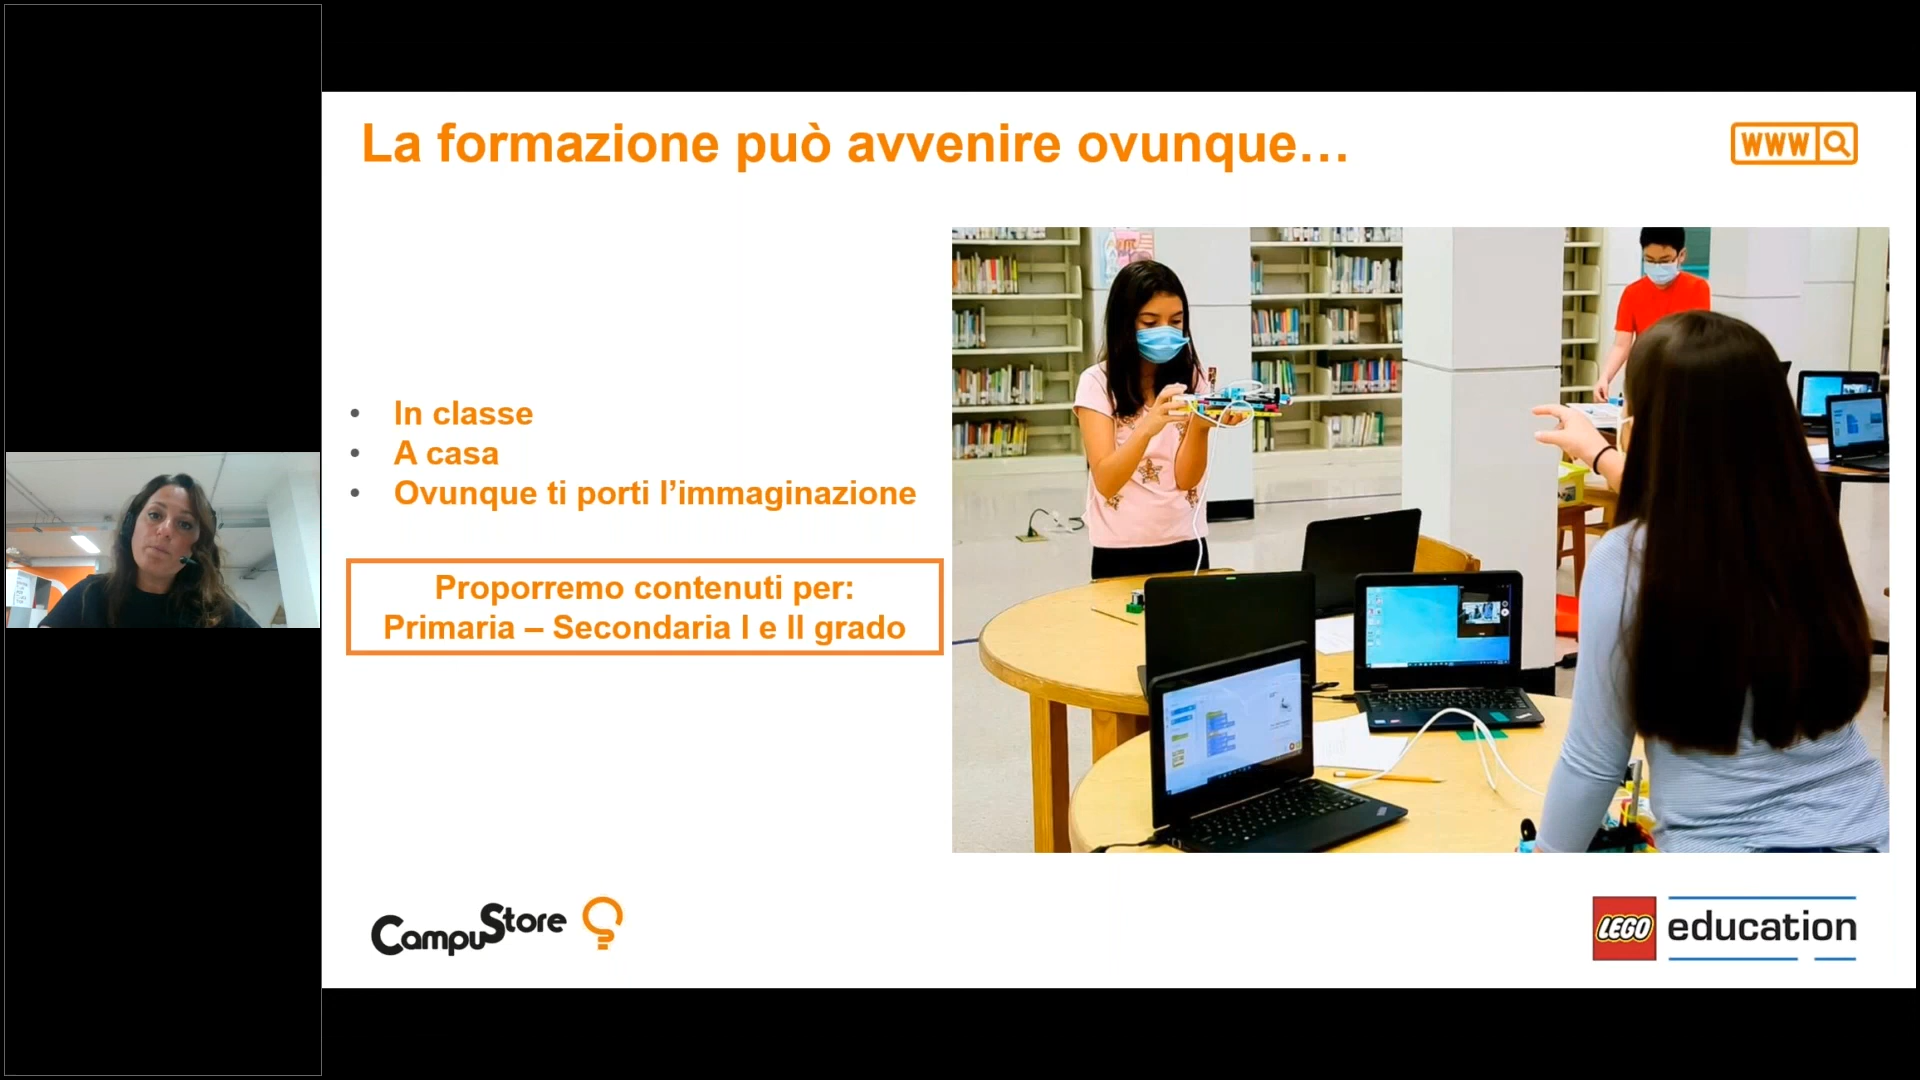 La formazione può avvenire ovunque…
WWW
• In classe
• A casa
• Ovunque ti porti l’immaginazione
Proporremo contenuti per:
Primaria – Secondaria I e II grado
CampuStore
LEGO education